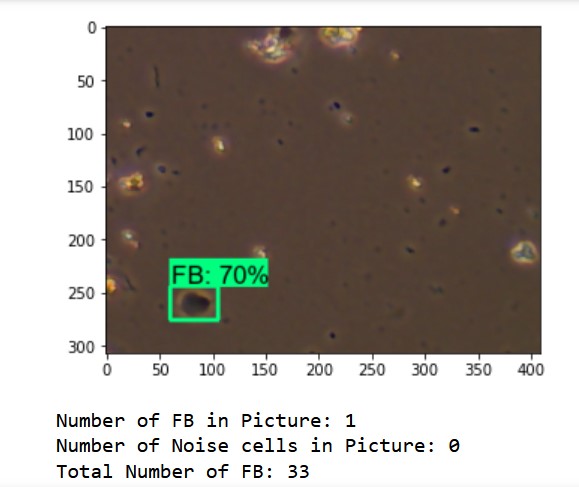 0
50
100
150
200
250
300
FB: 70%
0 50 100 150 200 250 300 350 400
Number of FB in Picture: 1
Number of Noise cells in Picture: 0
Total Number of FB: 33